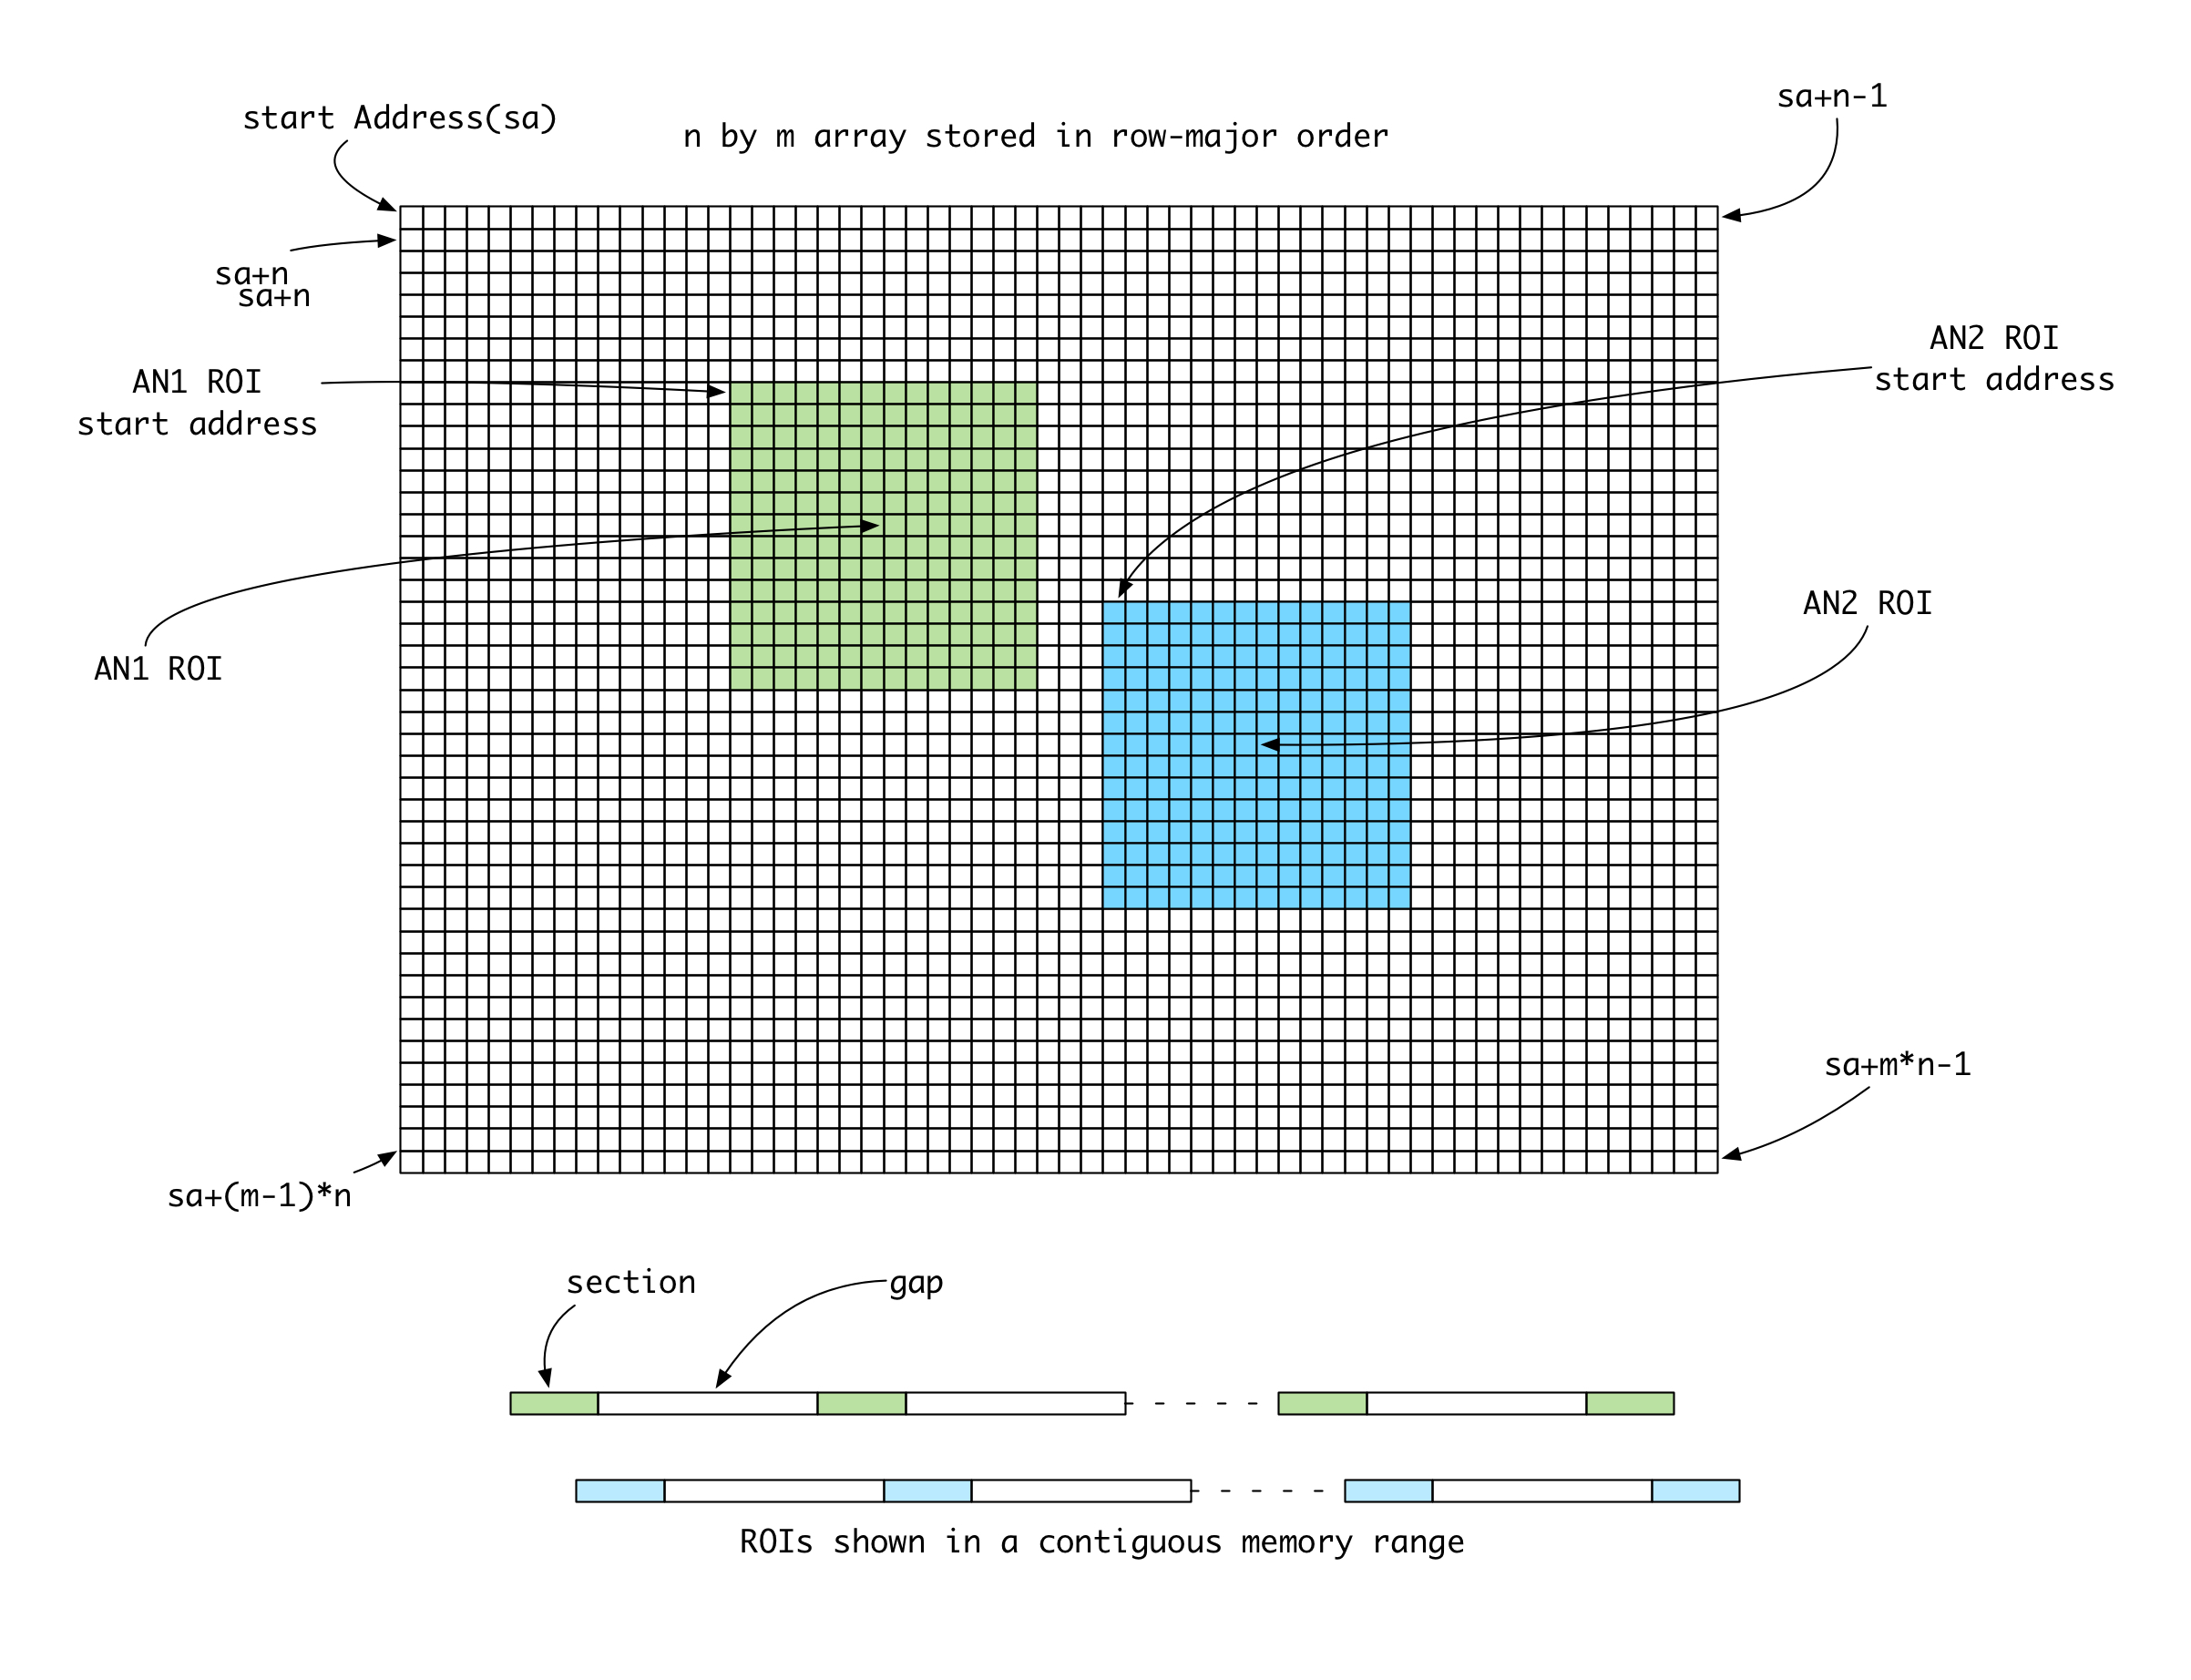 sa+n-1
start Address(sa)
n by m array stored in row-major order
sa+n
sa+n
AN2 ROI
start address
AN1 ROI
start address
AN2 ROI
AN1 ROI
sa+m*n-1
sa+(m-1)*n
section
gap
ROIs shown in a contiguous memory range